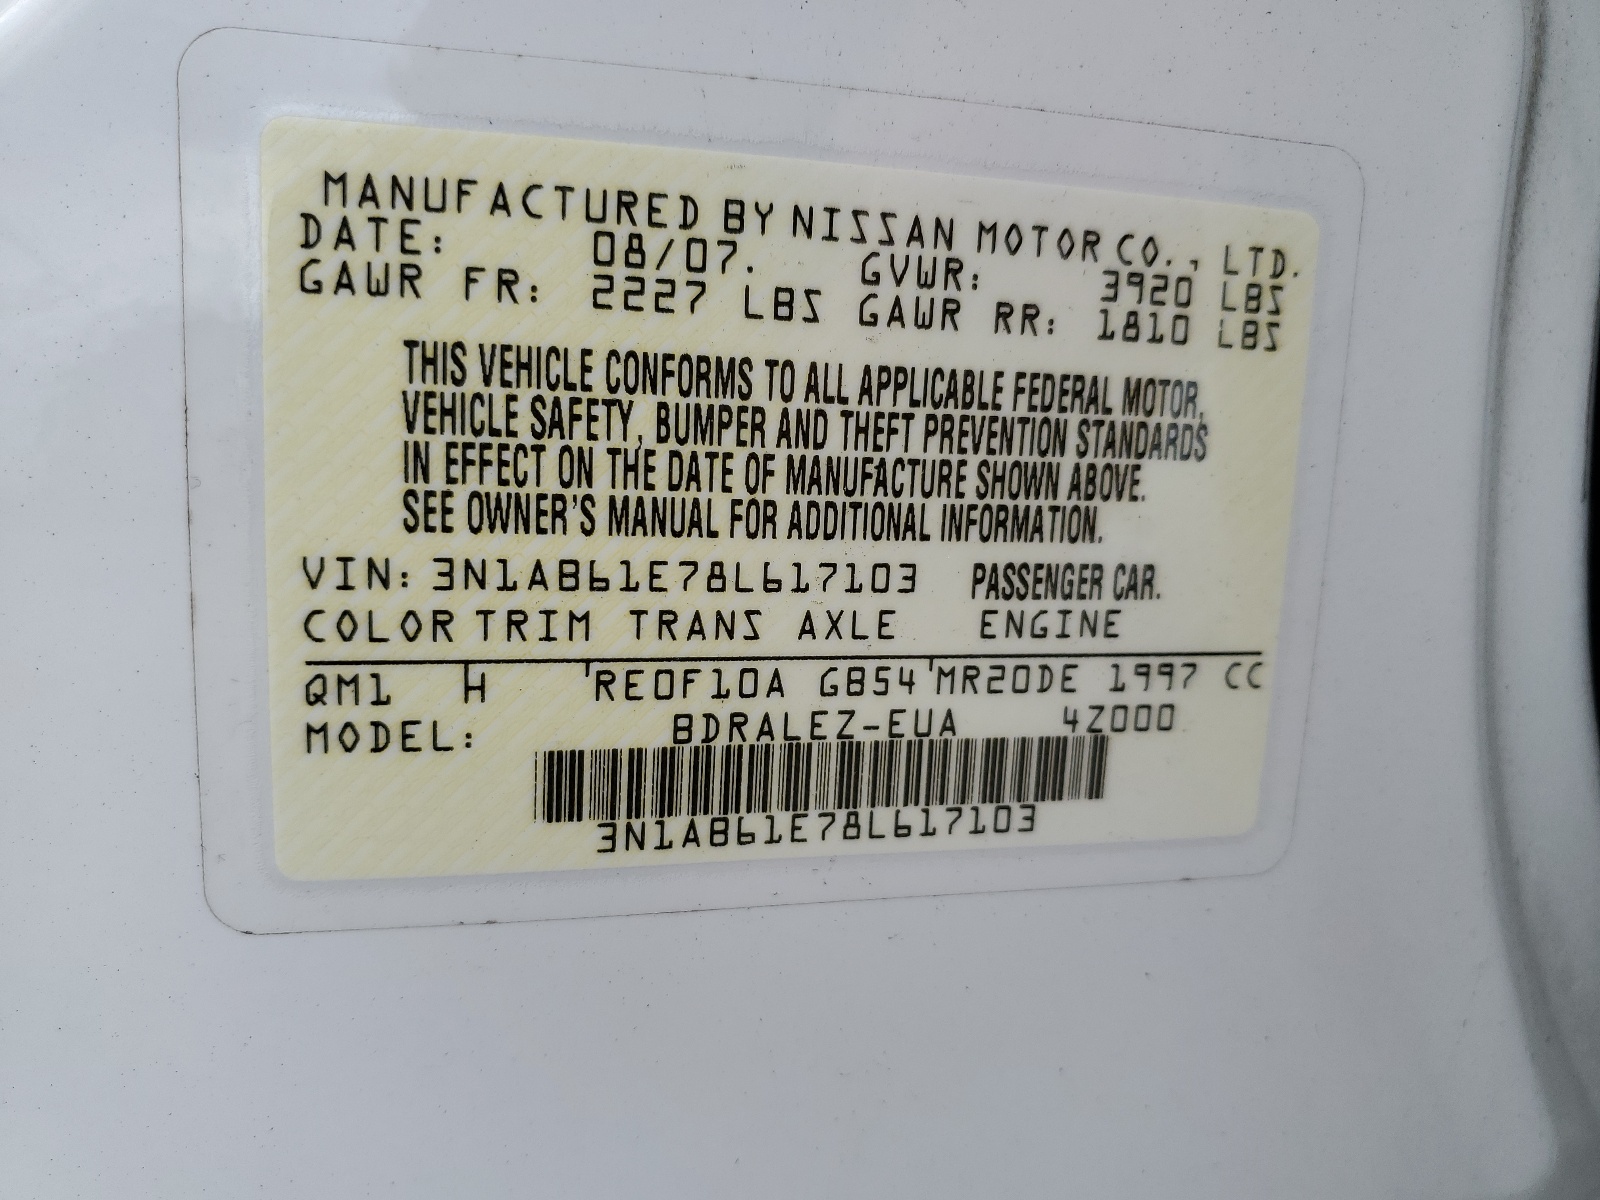 MANUFACTURED BY NISSAN MOTOR CO., LTD.
DATE: 08/07. GVWR: 3920 LBS
GAWR FR: 2227 LBS GAWR RR: 1810 LBS
THIS VEHICLE CONFORMS TO ALL APPLICABLE FEDERAL MOTOR,
VEHICLE SAFETY, BUMPER AND THEFT PREVENTION STANDARDS
IN EFFECT ON THE DATE OF MANUFACTURE SHOWN ABOVE.
SEE OWNER'S MANUAL FOR ADDITIONAL INFORMATION.
VIN: 3N1AB61E78L617103 PASSENGER CAR.
COLOR TRIM TRANS AXLE ENGINE
QM1 H RE0F10A GB54 MR20DE 1997 CC
MODEL: BDRALEZ-EUA 4Z000
3N1AB61E78L617103